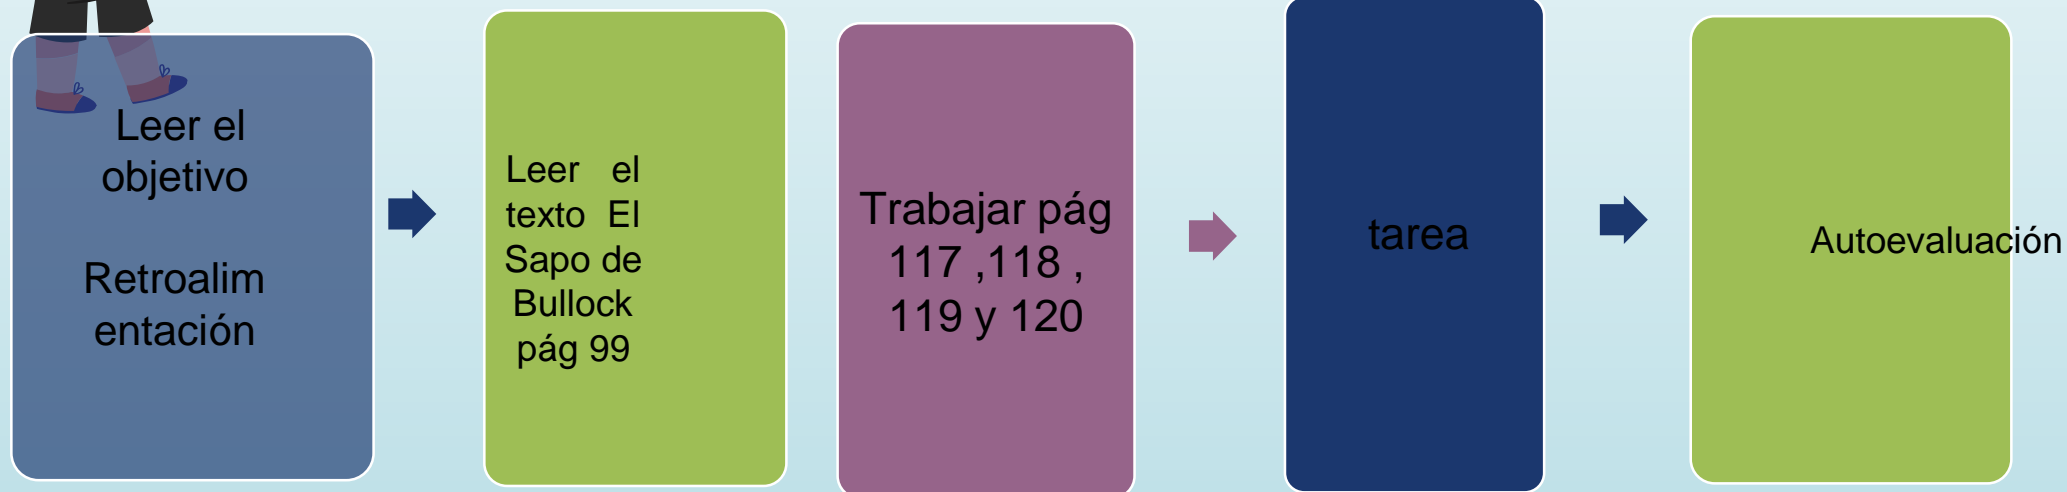 Leer el
objetivo
Retroalim
entación
Leer el
texto El
Sapo de
Bullock
pág 99
Trabajar pág
117 ,118 ,
119 y 120
tarea
Autoevaluación